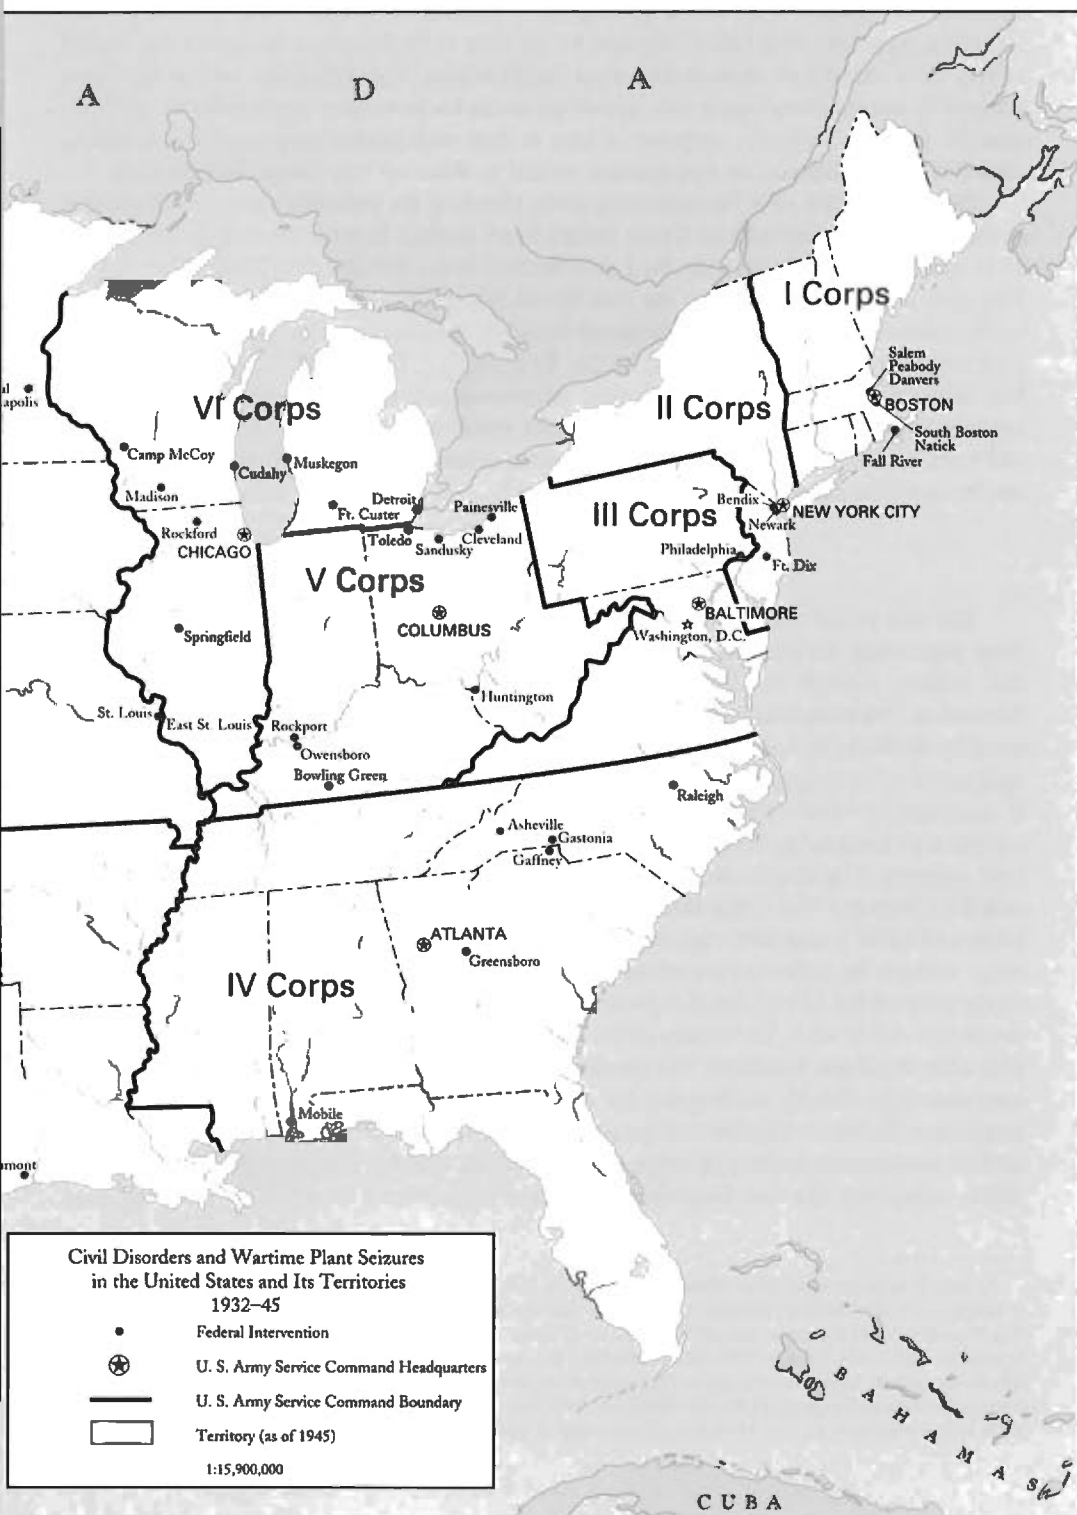 A D A
I Corps
Salem
Peabody
Danvers
BOSTON
South Boston
Natick
Fall River
II Corps
VI Corps
apolis
Camp McCoy
Cudahy
Muskegon
Madison
Detroit
Ft. Custer
Painesville
Bendix
NEW YORK CITY
III Corps
Newark
Rockford
CHICAGO
Toledo
Sandusky
Cleveland
Philadelphia
Ft. Dix
V Corps
BALTIMORE
COLUMBUS
Washington, D.C.
Springfield
Huntington
St. Louis
East St. Louis
Rockport
Owensboro
Bowling Green
Raleigh
Asheville
Gastonia
Gaffney
ATLANTA
Greensboro
IV Corps
Mobile
mont
Civil Disorders and Wartime Plant Seizures
in the United States and Its Territories
1932–45
Federal Intervention
U. S. Army Service Command Headquarters
U. S. Army Service Command Boundary
Territory (as of 1945)
1:15,900,000
BAHAMAS
CUBA